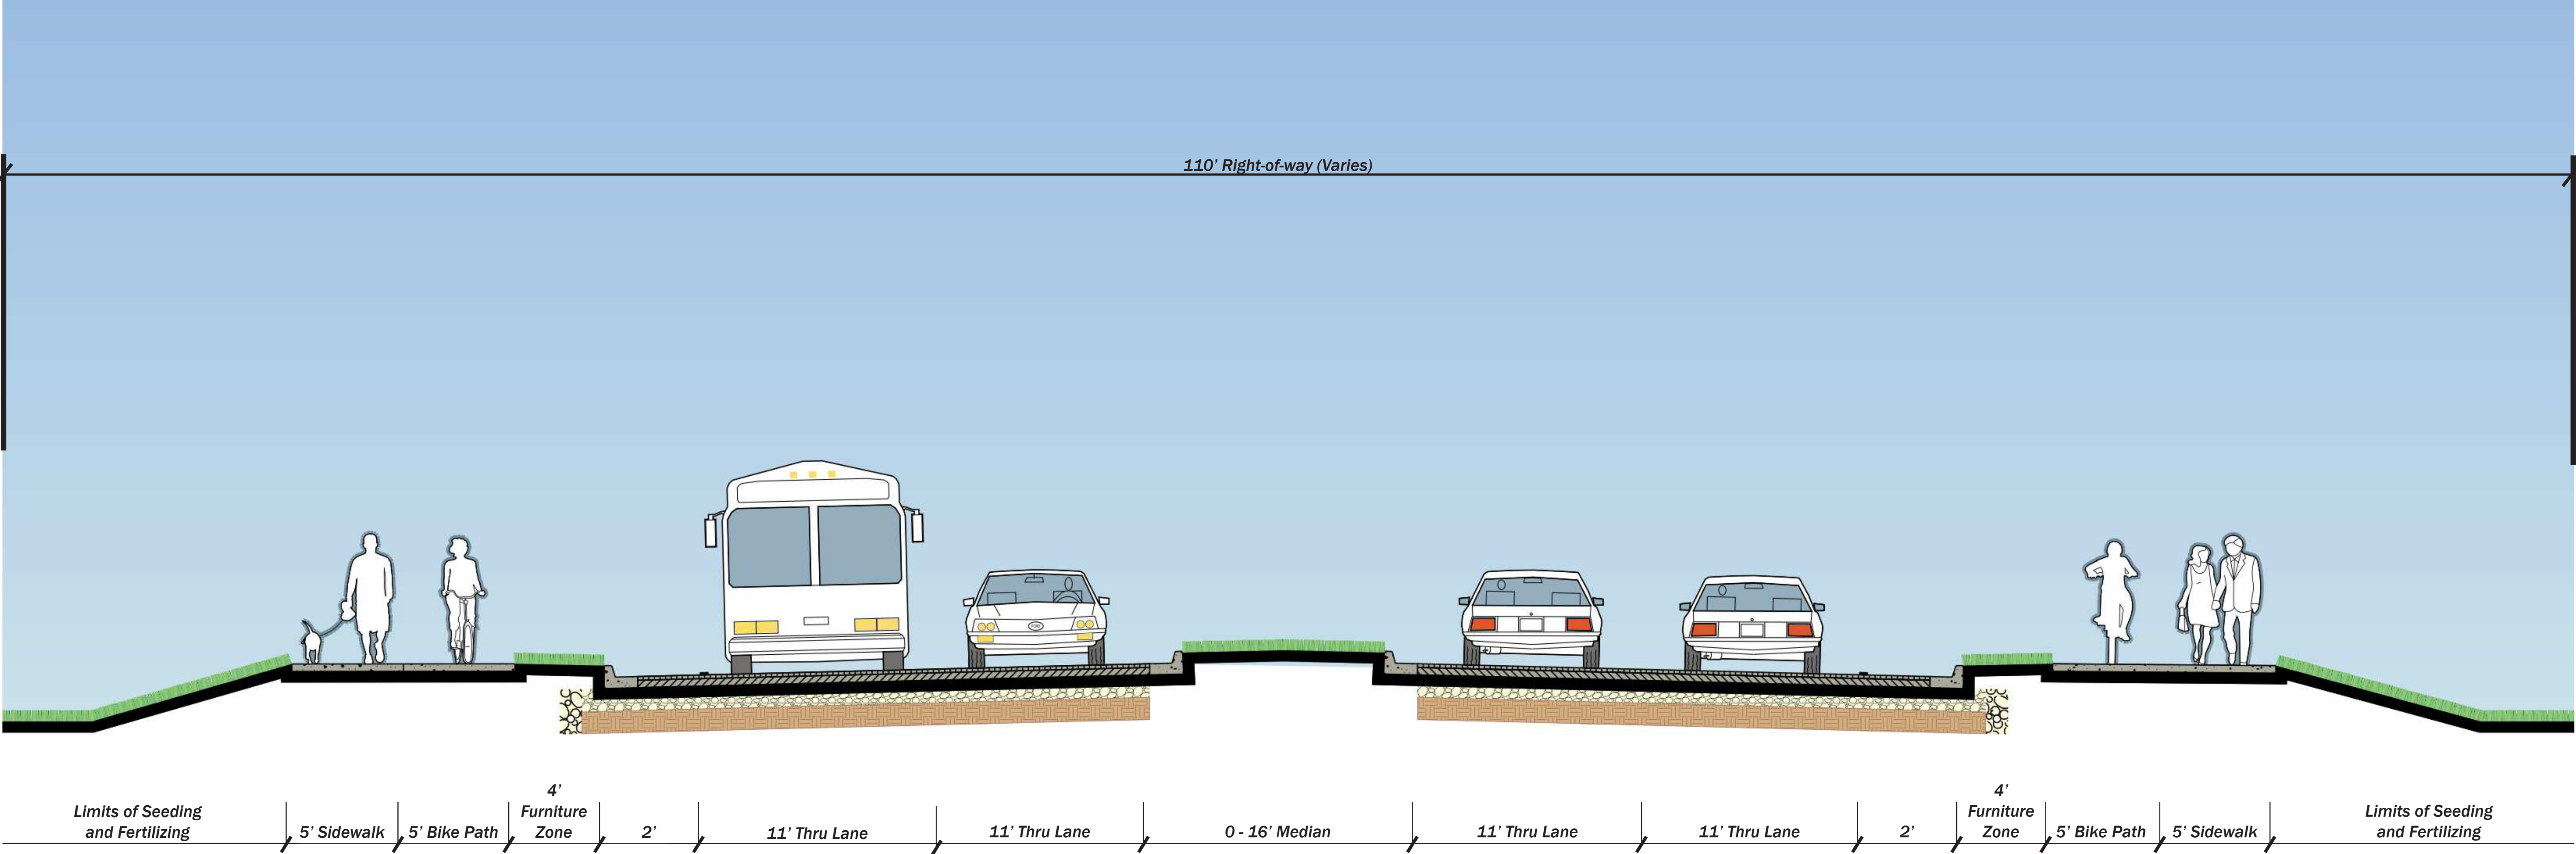 110’ Right-of-way (Varies)
Limits of Seeding
and Fertilizing
5’ Sidewalk
5’ Bike Path
4’
Furniture
Zone
2’
11’ Thru Lane
11’ Thru Lane
0 - 16’ Median
11’ Thru Lane
11’ Thru Lane
2’
4’
Furniture
Zone
5’ Bike Path
5’ Sidewalk
Limits of Seeding
and Fertilizing